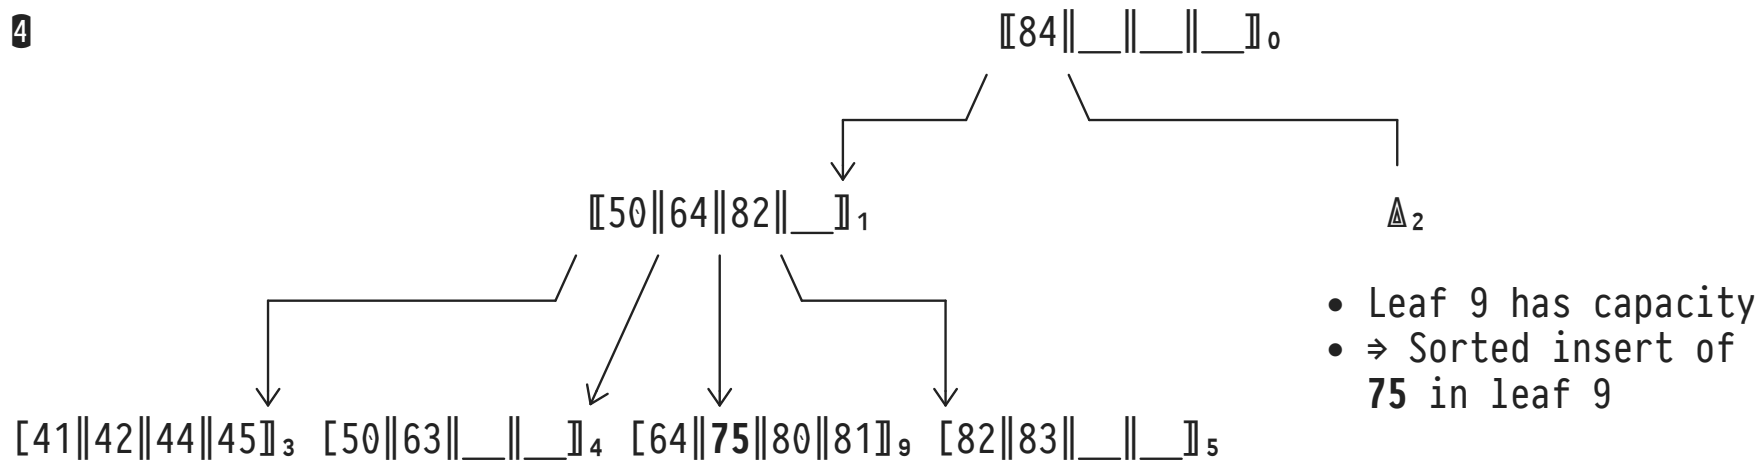 4
⟦84‖__‖__‖__⟧₀
⟦50‖64‖82‖__⟧₁
◬₂
• Leaf 9 has capacity
• ⇒ Sorted insert of
75 in leaf 9
[41‖42‖44‖45⟧₃ [50‖63‖__‖__⟧₄ [64‖75‖80‖81⟧₉ [82‖83‖__‖__⟧₅